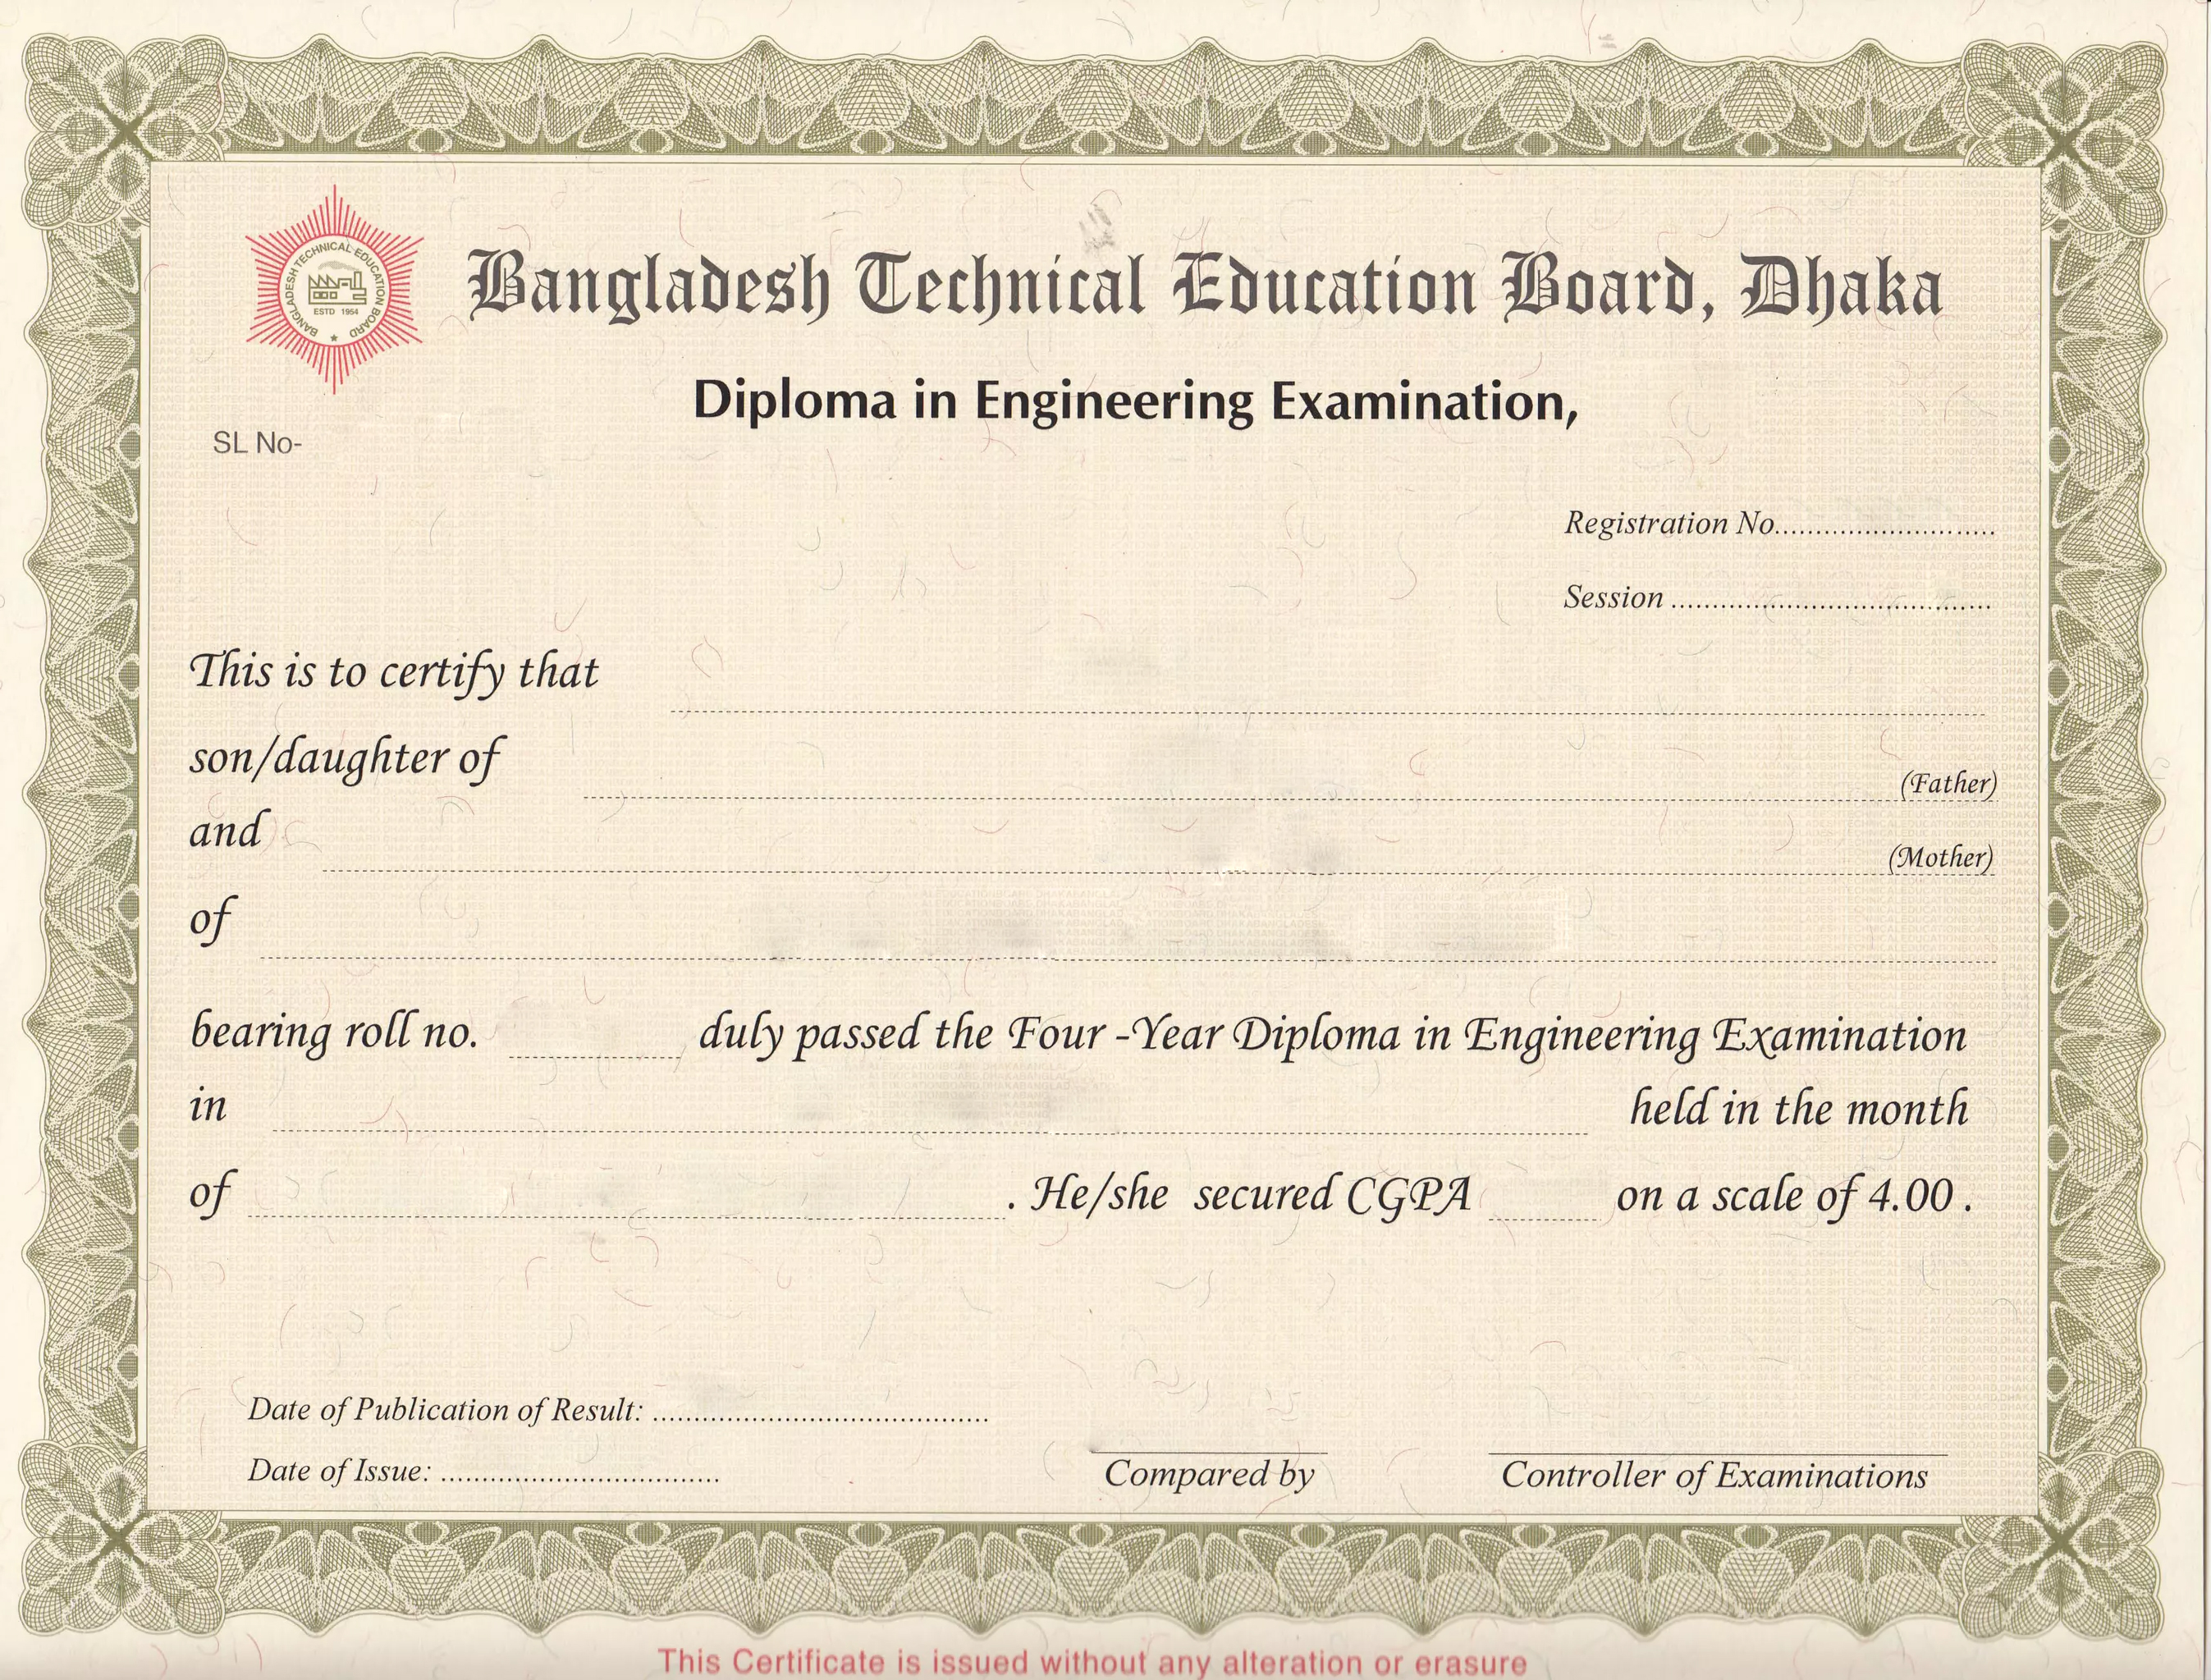 BANGLADESH TECHNICAL EDUCATION BOARD
ESTD 1954
Bangladesh Technical Education Board, Dhaka
Diploma in Engineering Examination,
SL No-
Registration No...........................
Session .......................................
This is to certify that
son/daughter of (Father)
and (Mother)
of
bearing roll no. duly passed the Four -Year Diploma in Engineering Examination
in held in the month
of . He/she secured CGPA on a scale of 4.00 .
Date of Publication of Result: .........................................
Date of Issue: ..................................
Compared by
Controller of Examinations
This Certificate is issued without any alteration or erasure